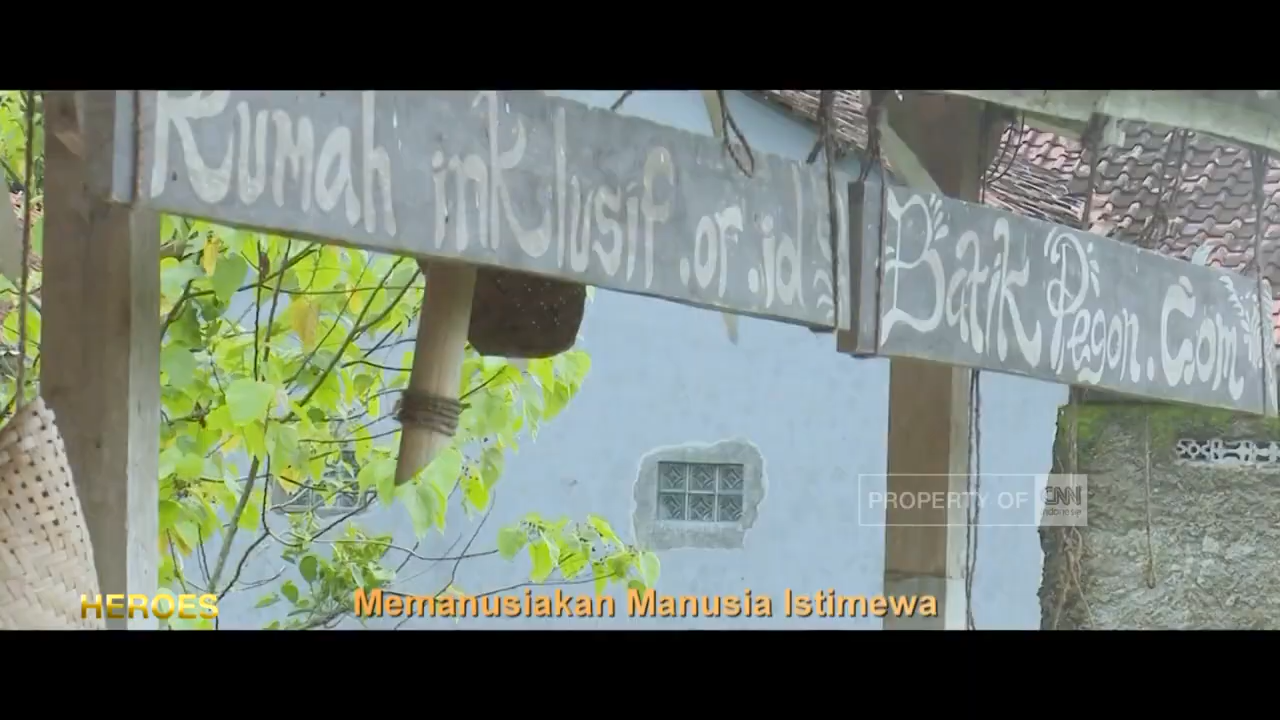 Rumah inklusif.or.id
Batik Pegon.Com
PROPERTY OF CNN Indonesia
HEROES
Memanusiakan Manusia Istimewa